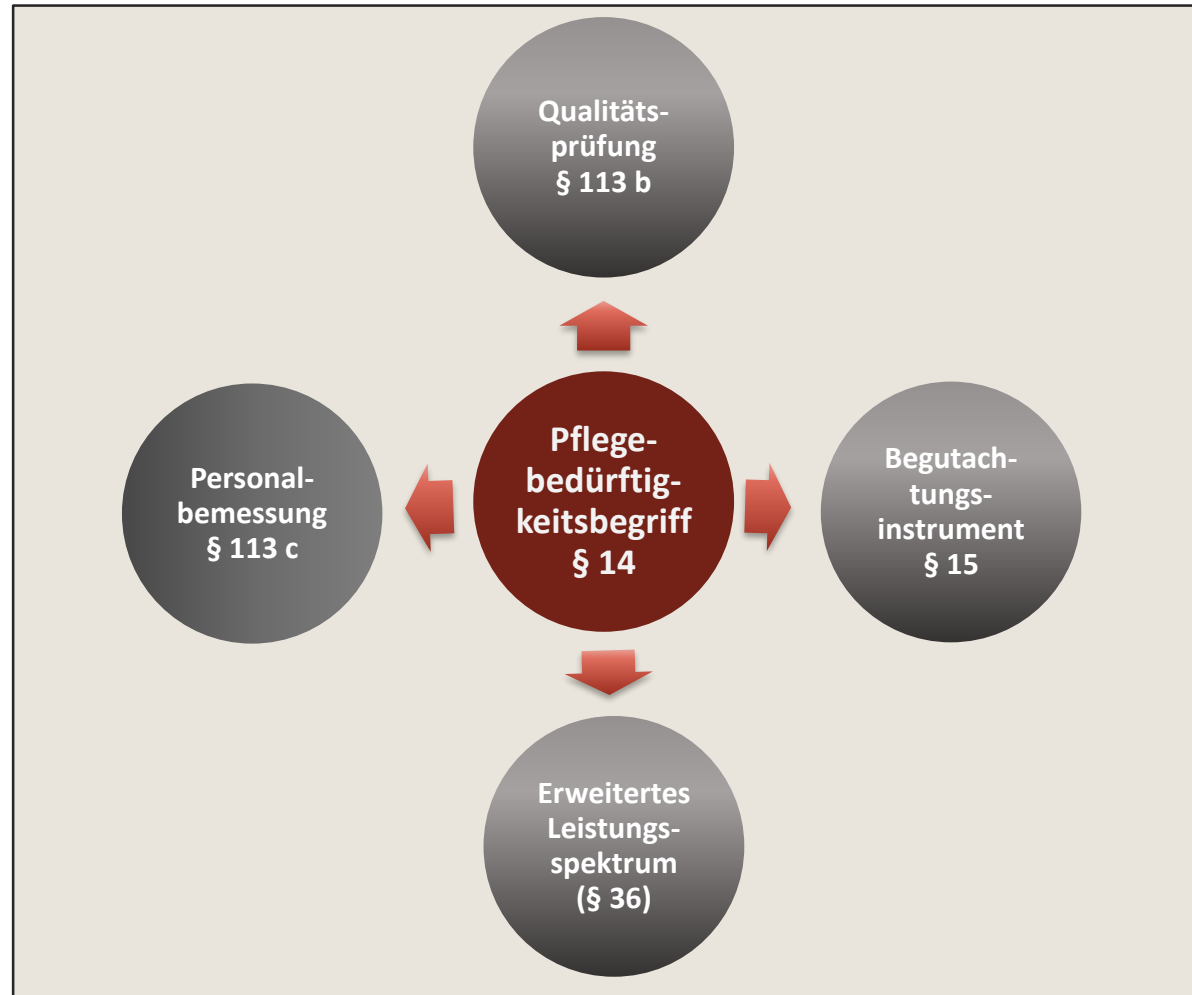 Qualitäts-
prüfung
§ 113 b
Personal-
bemessung
§ 113 c
Pflege-
bedürftig-
keitsbegriff
§ 14
Begutach-
tungs-
instrument
§ 15
Erweitertes
Leistungs-
spektrum
(§ 36)